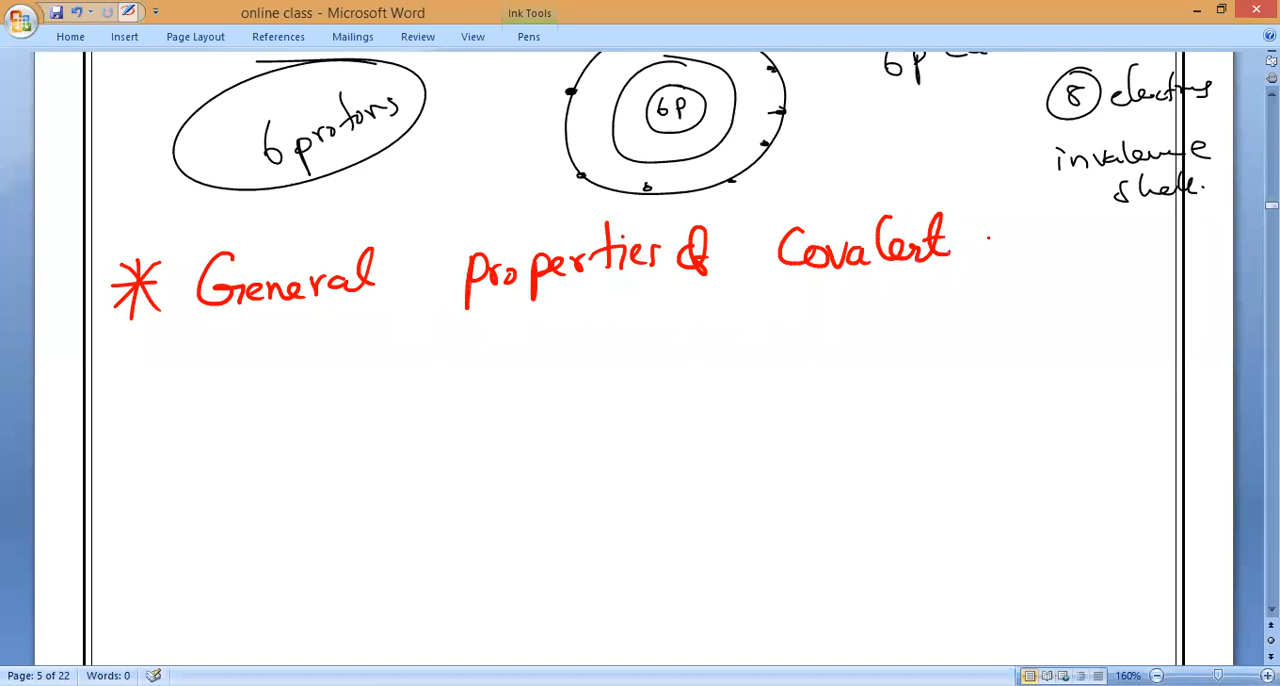 online class - Microsoft Word
Ink Tools
Home Insert Page Layout References Mailings Review View Pens
6 protons
6P
6p
8 electrons
in valence
shell.
* General properties of Covalent
Page: 5 of 22 Words: 0
160%